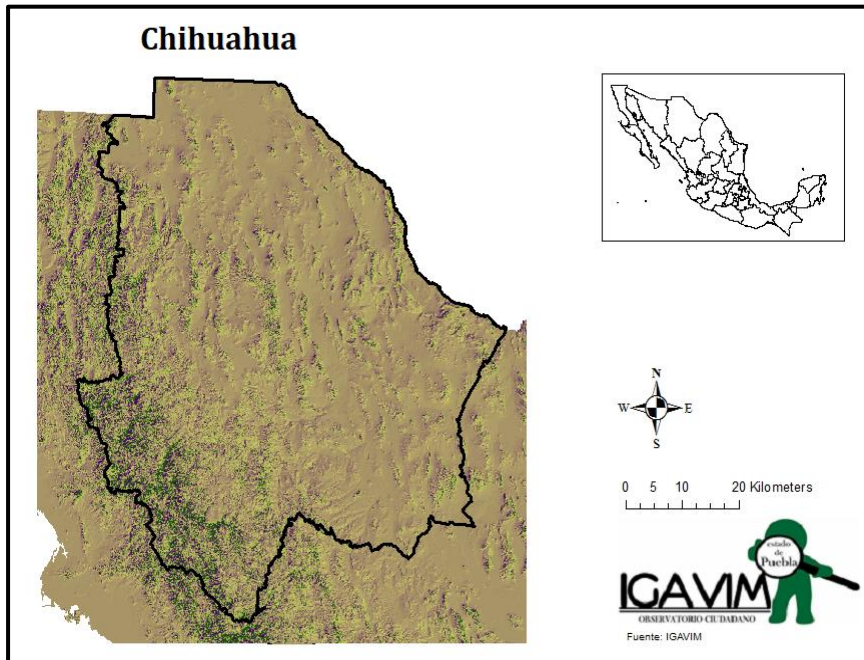 Chihuahua
N
W E
S
0 5 10 20 Kilometers
estado
de
Puebla
IGAVIM
OBSERVATORIO CIUDADANO
Fuente: IGAVIM